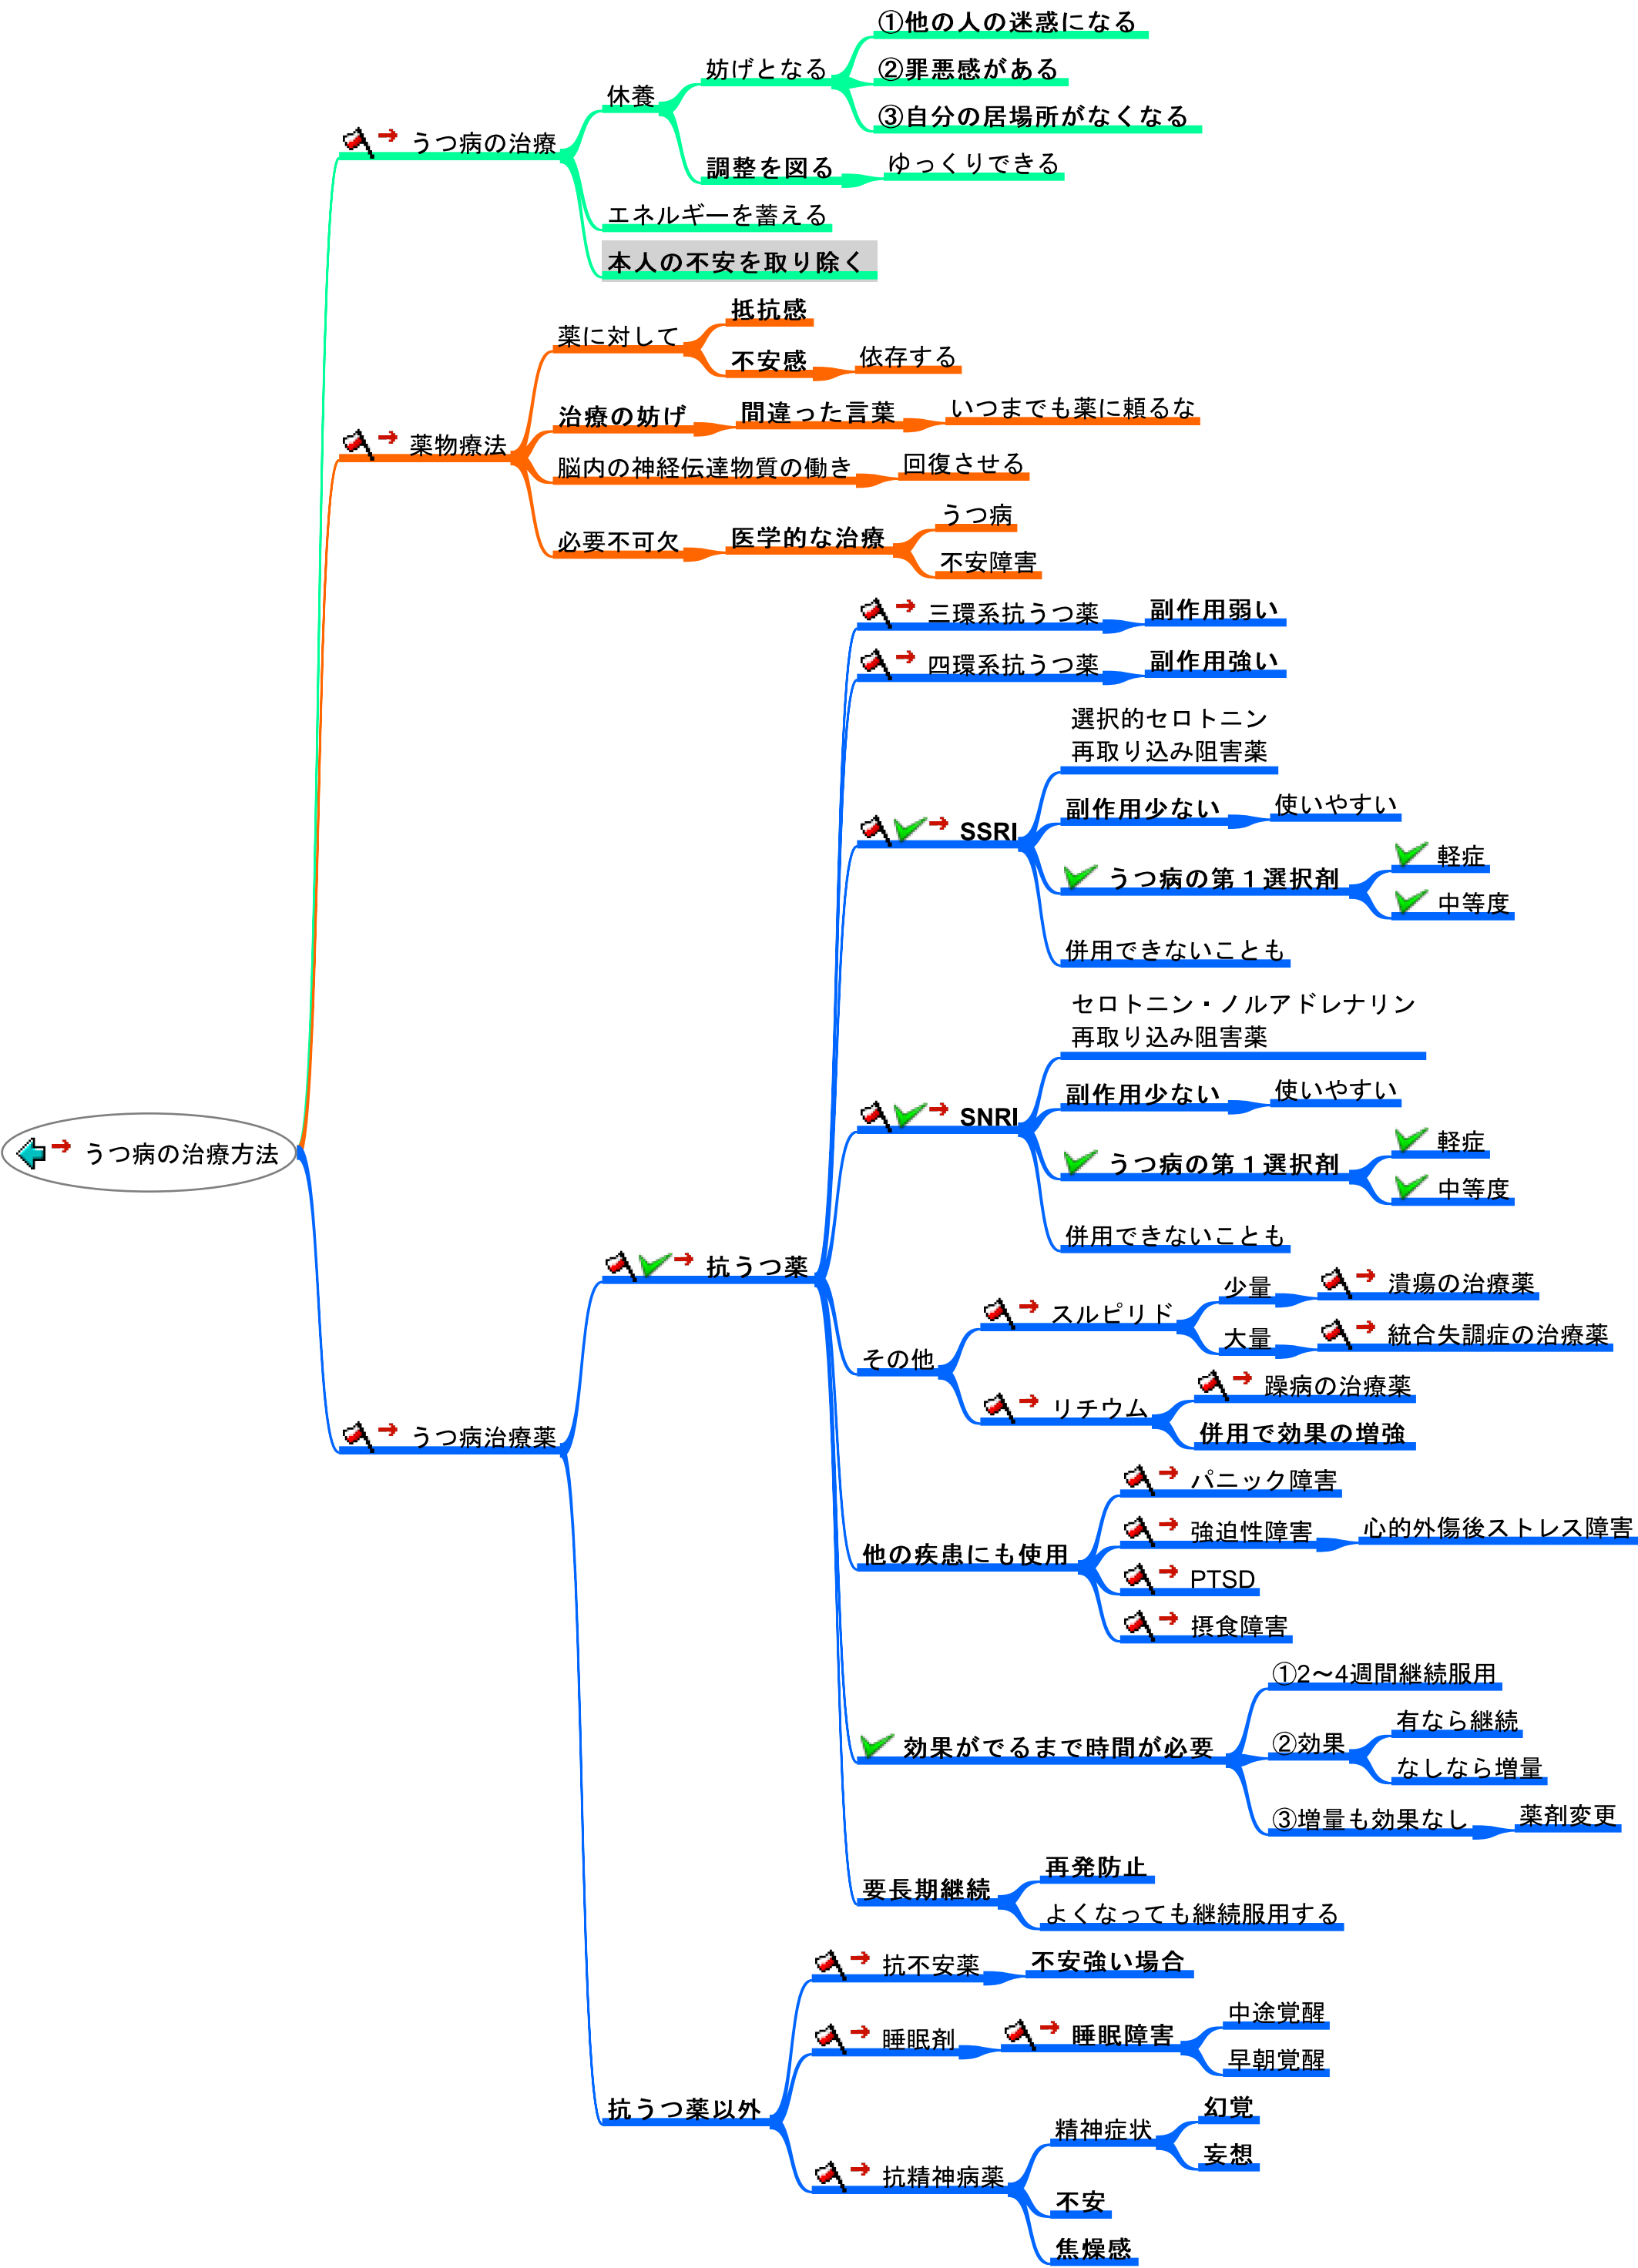 ①他の人の迷惑になる
妨げとなる
②罪悪感がある
休養
③自分の居場所がなくなる
うつ病の治療
調整を図る
ゆっくりできる
エネルギーを蓄える
本人の不安を取り除く
抵抗感
薬に対して
不安感
依存する
治療の妨げ
間違った言葉
いつまでも薬に頼るな
薬物療法
脳内の神経伝達物質の働き
回復させる
うつ病
必要不可欠
医学的な治療
不安障害
三環系抗うつ薬
副作用弱い
四環系抗うつ薬
副作用強い
選択的セロトニン
再取り込み阻害薬
副作用少ない
使いやすい
SSRI
軽症
うつ病の第1選択剤
中等度
併用できないことも
セロトニン・ノルアドレナリン
再取り込み阻害薬
副作用少ない
使いやすい
SNRI
軽症
うつ病の第1選択剤
中等度
併用できないことも
うつ病の治療方法
抗うつ薬
少量
潰瘍の治療薬
スルピリド
大量
統合失調症の治療薬
その他
躁病の治療薬
リチウム
併用で効果の増強
うつ病治療薬
パニック障害
強迫性障害
心的外傷後ストレス障害
他の疾患にも使用
PTSD
摂食障害
①2〜4週間継続服用
有なら継続
効果がでるまで時間が必要
②効果
なしなら増量
③増量も効果なし
薬剤変更
再発防止
要長期継続
よくなっても継続服用する
抗不安薬
不安強い場合
中途覚醒
睡眠剤
睡眠障害
早朝覚醒
抗うつ薬以外
幻覚
精神症状
妄想
抗精神病薬
不安
焦燥感